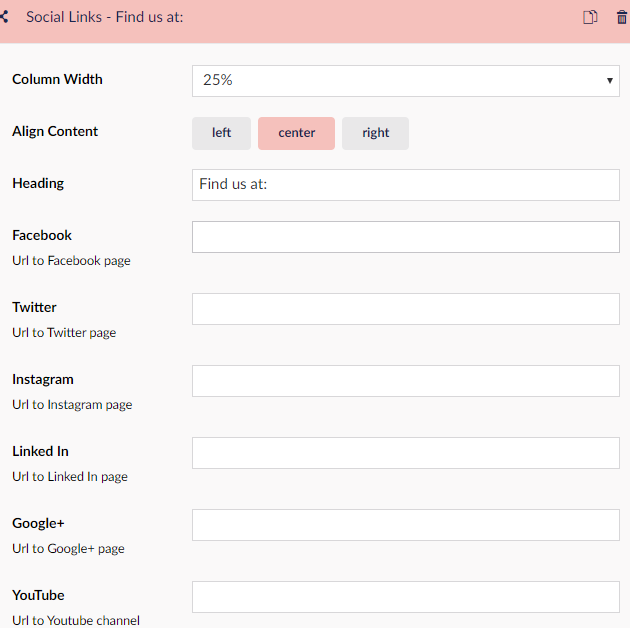 Social Links - Find us at:
Column Width
25%
Align Content
left center right
Heading
Find us at:
Facebook
Url to Facebook page
Twitter
Url to Twitter page
Instagram
Url to Instagram page
Linked In
Url to Linked In page
Google+
Url to Google+ page
YouTube
Url to Youtube channel